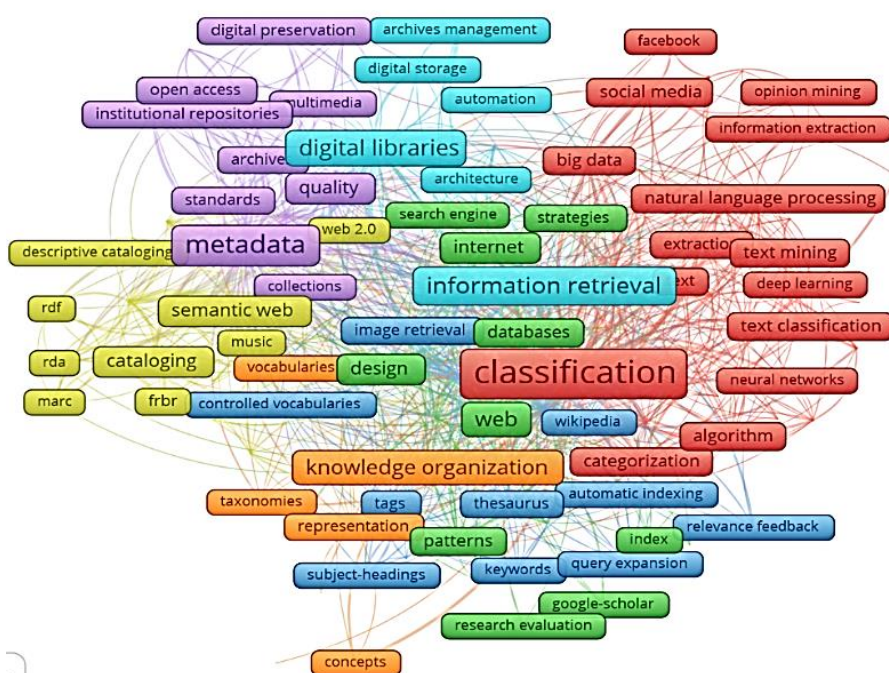 digital preservation
archives management
facebook
digital storage
open access
multimedia
automation
social media
opinion mining
institutional repositories
information extraction
digital libraries
archive
big data
architecture
quality
standards
natural language processing
search engine
strategies
web 2.0
metadata
internet
extraction
text mining
descriptive cataloging
collections
information retrieval
deep learning
rdf
semantic web
image retrieval
databases
text classification
music
rda
cataloging
vocabularies
design
classification
neural networks
marc
frbr
controlled vocabularies
web
wikipedia
algorithm
knowledge organization
categorization
taxonomies
tags
thesaurus
automatic indexing
representation
relevance feedback
patterns
index
subject-headings
keywords
query expansion
google-scholar
research evaluation
concepts